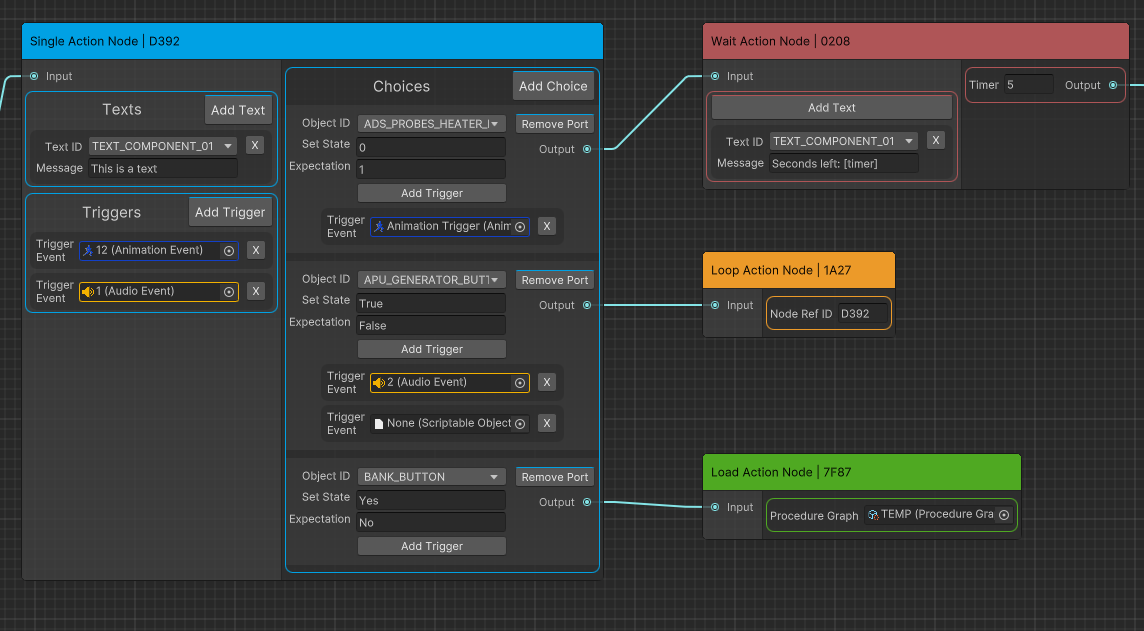 Single Action Node | D392
Input
Texts
Add Text
Text ID TEXT_COMPONENT_01 X
Message This is a text
Triggers
Add Trigger
Trigger Event 12 (Animation Event) X
Trigger Event 1 (Audio Event) X
Choices
Add Choice
Object ID ADS_PROBES_HEATER_ Remove Port
Set State 0
Output
Expectation 1
Add Trigger
Trigger Event Animation Trigger (Anim X
Object ID APU_GENERATOR_BUTT Remove Port
Set State True
Output
Expectation False
Add Trigger
Trigger Event 2 (Audio Event) X
Trigger Event None (Scriptable Object X
Object ID BANK_BUTTON Remove Port
Set State Yes
Output
Expectation No
Add Trigger
Wait Action Node | 0208
Input
Add Text
Text ID TEXT_COMPONENT_01 X
Message Seconds left: [timer]
Timer 5 Output
Loop Action Node | 1A27
Input
Node Ref ID D392
Load Action Node | 7F87
Input
Procedure Graph TEMP (Procedure Gra